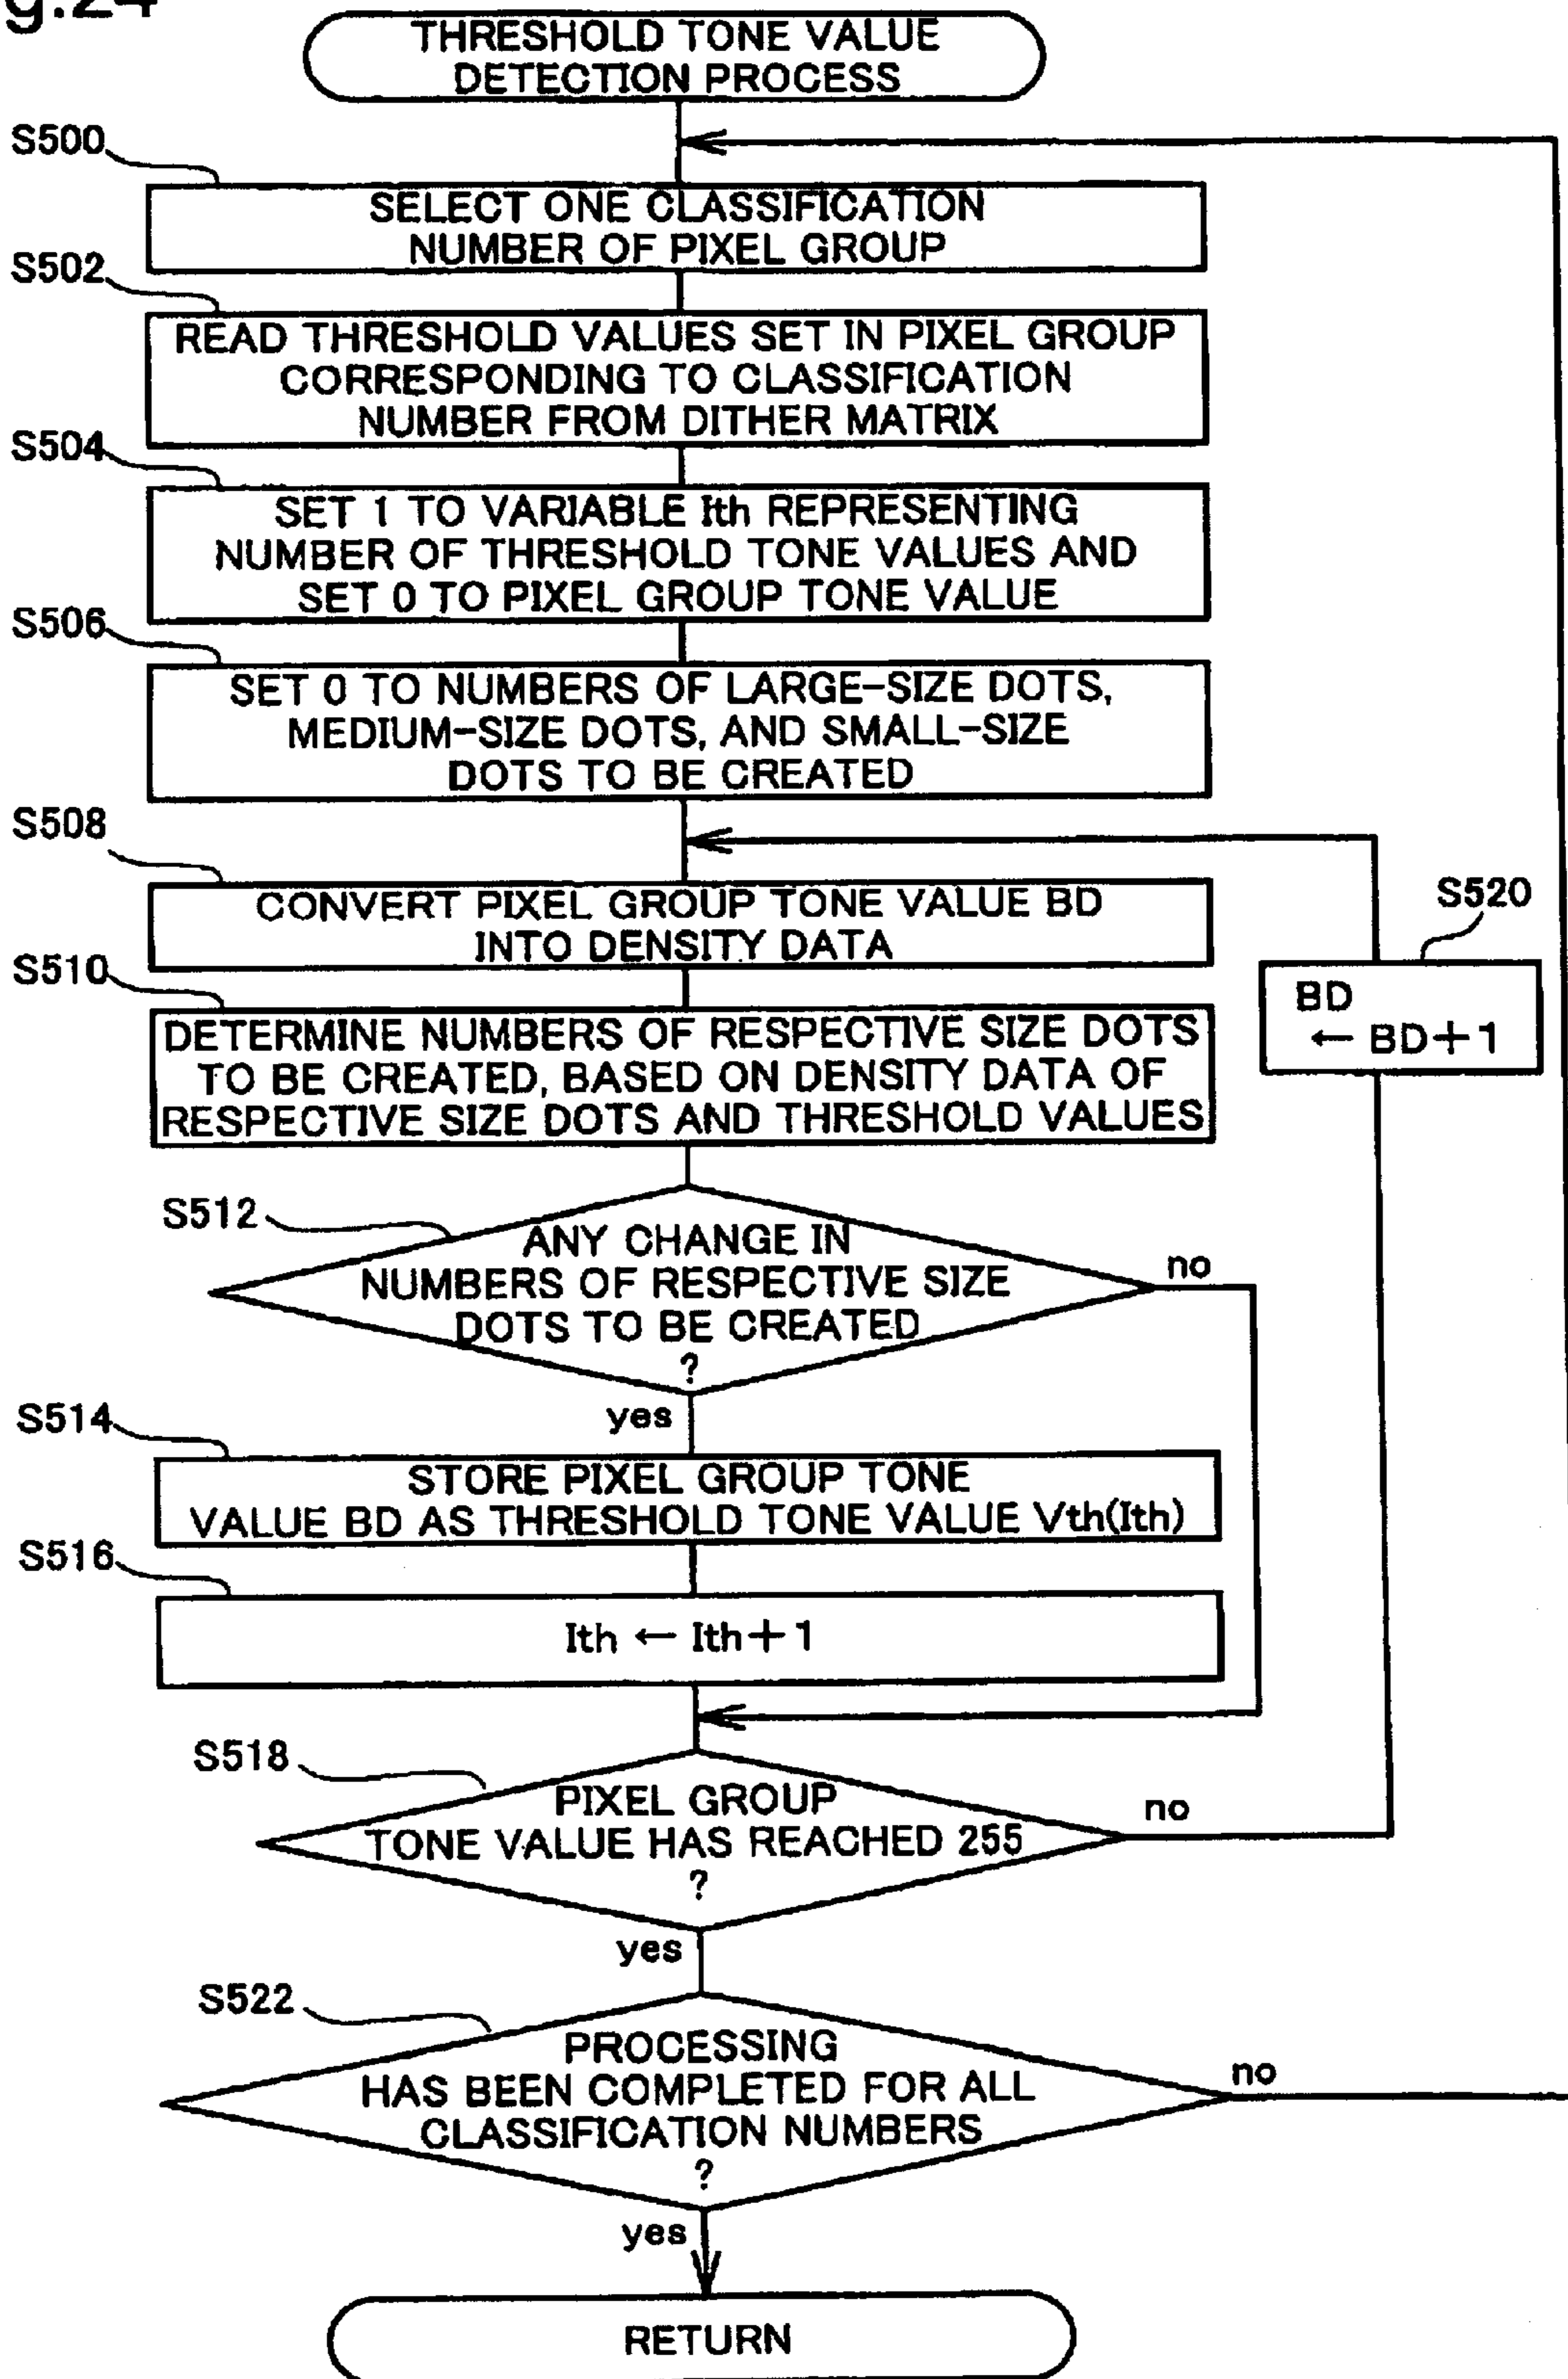 g.24
THRESHOLD TONE VALUE
DETECTION PROCESS
S500
SELECT ONE CLASSIFICATION
NUMBER OF PIXEL GROUP
S502
READ THRESHOLD VALUES SET IN PIXEL GROUP
CORRESPONDING TO CLASSIFICATION
NUMBER FROM DITHER MATRIX
S504
SET 1 TO VARIABLE Ith REPRESENTING
NUMBER OF THRESHOLD TONE VALUES AND
SET 0 TO PIXEL GROUP TONE VALUE
S506
SET 0 TO NUMBERS OF LARGE-SIZE DOTS,
MEDIUM-SIZE DOTS, AND SMALL-SIZE
DOTS TO BE CREATED
S508
CONVERT PIXEL GROUP TONE VALUE BD
INTO DENSITY DATA
S520
BD
← BD+1
S510
DETERMINE NUMBERS OF RESPECTIVE SIZE DOTS
TO BE CREATED, BASED ON DENSITY DATA OF
RESPECTIVE SIZE DOTS AND THRESHOLD VALUES
S512
ANY CHANGE IN
NUMBERS OF RESPECTIVE SIZE
DOTS TO BE CREATED
?
no
yes
S514
STORE PIXEL GROUP TONE
VALUE BD AS THRESHOLD TONE VALUE Vth(Ith)
S516
Ith ← Ith+1
S518
PIXEL GROUP
TONE VALUE HAS REACHED 255
?
no
yes
S522
PROCESSING
HAS BEEN COMPLETED FOR ALL
CLASSIFICATION NUMBERS
?
no
yes
RETURN